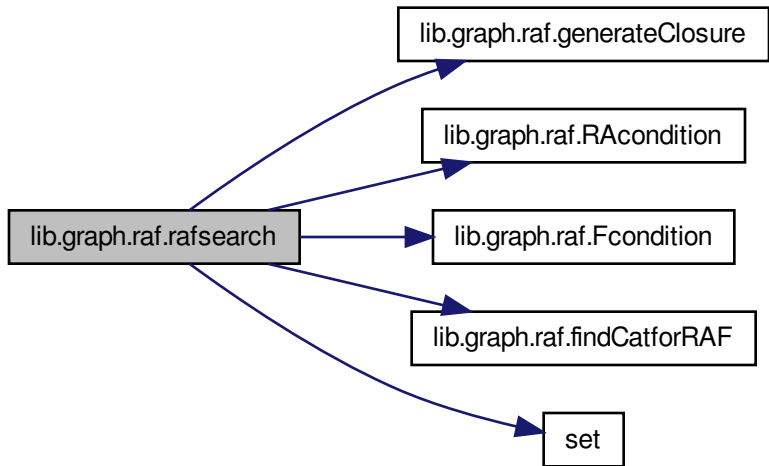 lib.graph.raf.generateClosure
lib.graph.raf.RAcondition
lib.graph.raf.rafsearch
lib.graph.raf.Fcondition
lib.graph.raf.findCatforRAF
set